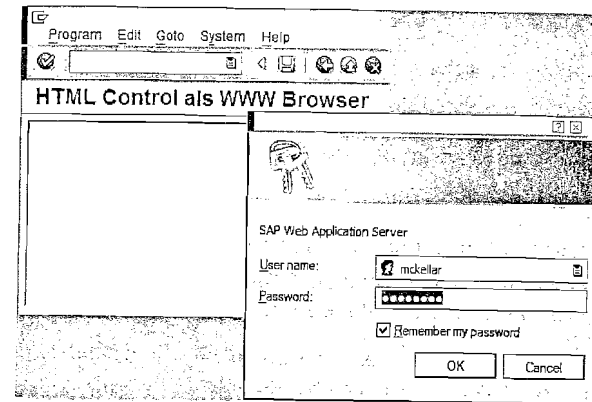 Program Edit Goto System Help
HTML Control als WWW Browser
SAP Web Application Server
User name: mckellar
Password:
Remember my password
OK Cancel